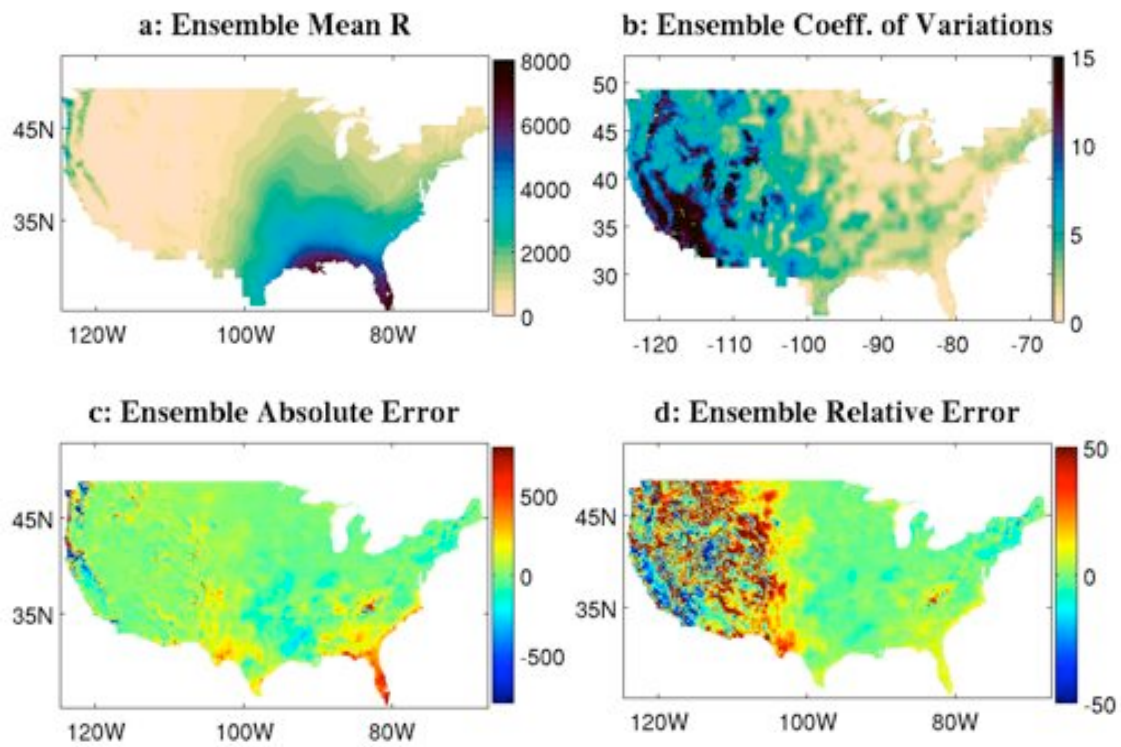 a: Ensemble Mean R
8000
6000
4000
2000
0
45N
35N
120W 100W 80W
b: Ensemble Coeff. of Variations
50
45
40
35
30
15
10
5
0
-120 -110 -100 -90 -80 -70
c: Ensemble Absolute Error
45N
35N
500
0
-500
120W 100W 80W
d: Ensemble Relative Error
45N
35N
50
0
-50
120W 100W 80W